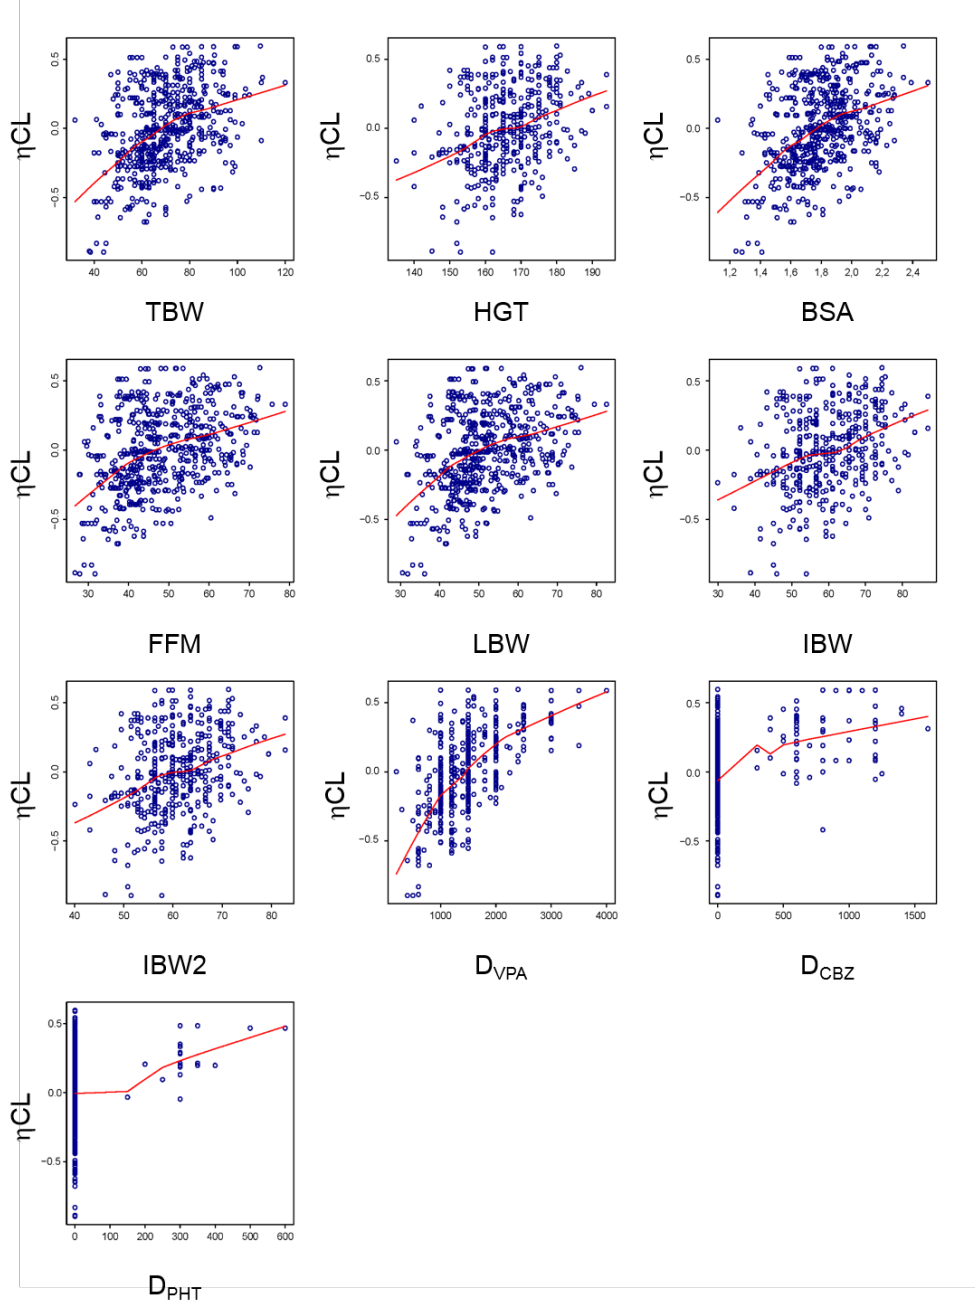 ηCL 0.5 0.0 −0.5
40 60 80 100 120
TBW
ηCL 0.5 0.0 −0.5
140 150 160 170 180 190
HGT
ηCL 0.5 0.0 −0.5
1,2 1,4 1,6 1,8 2,0 2,2 2,4
BSA
ηCL 0.5 0.0 −0.5
30 40 50 60 70 80
FFM
ηCL 0.5 0.0 −0.5
30 40 50 60 70 80
LBW
ηCL 0.5 0.0 −0.5
30 40 50 60 70 80
IBW
ηCL 0.5 0.0 −0.5
40 50 60 70 80
IBW2
ηCL 0.5 0.0 −0.5
1000 2000 3000 4000
DVPA
ηCL 0.5 0.0 −0.5
0 500 1000 1500
DCBZ
ηCL 0.5 0.0 −0.5
0 100 200 300 400 500 600
DPHT